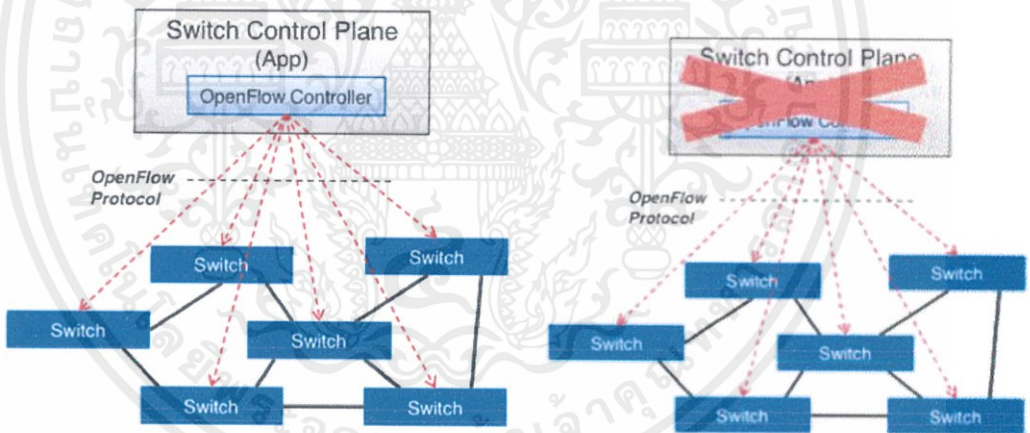 Switch Control Plane
(App)
OpenFlow Controller
OpenFlow
Protocol
Switch
Switch
Switch
Switch
Switch
Switch
Switch Control Plane
OpenFlow
Protocol
Switch
Switch
Switch
Switch
Switch
Switch